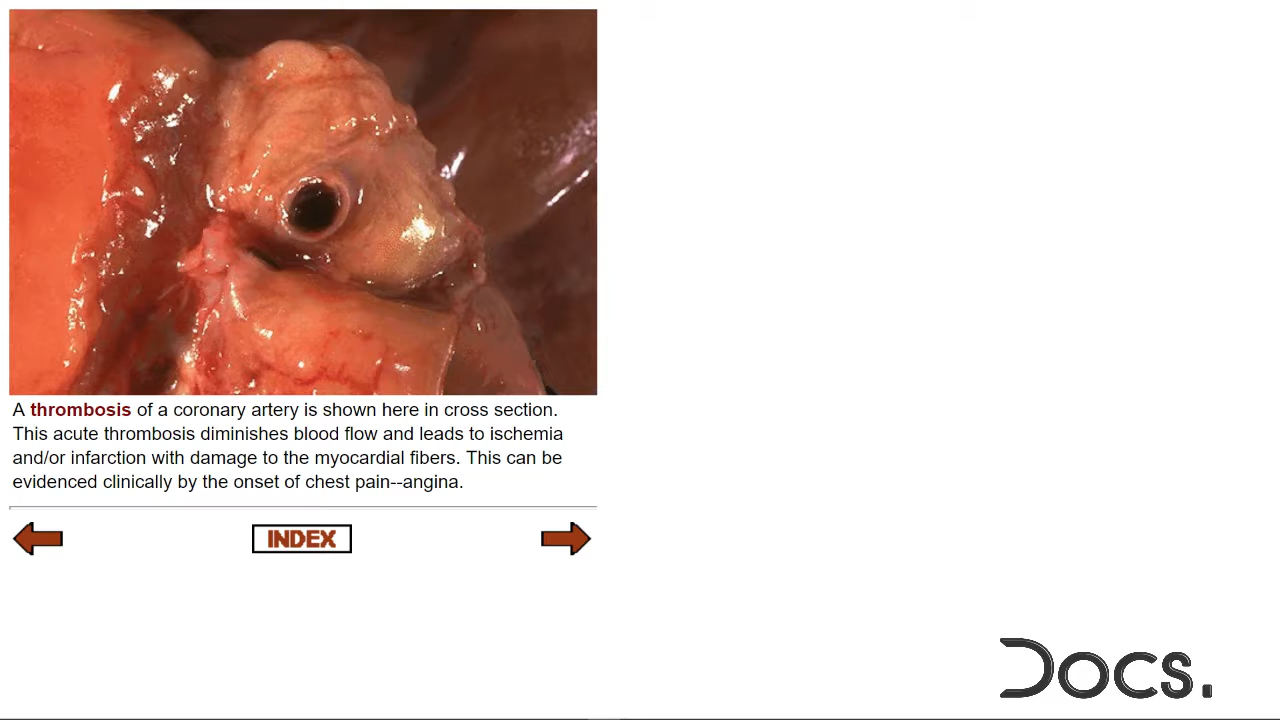 A thrombosis of a coronary artery is shown here in cross section.
This acute thrombosis diminishes blood flow and leads to ischemia
and/or infarction with damage to the myocardial fibers. This can be
evidenced clinically by the onset of chest pain--angina.
INDEX
DOCS.